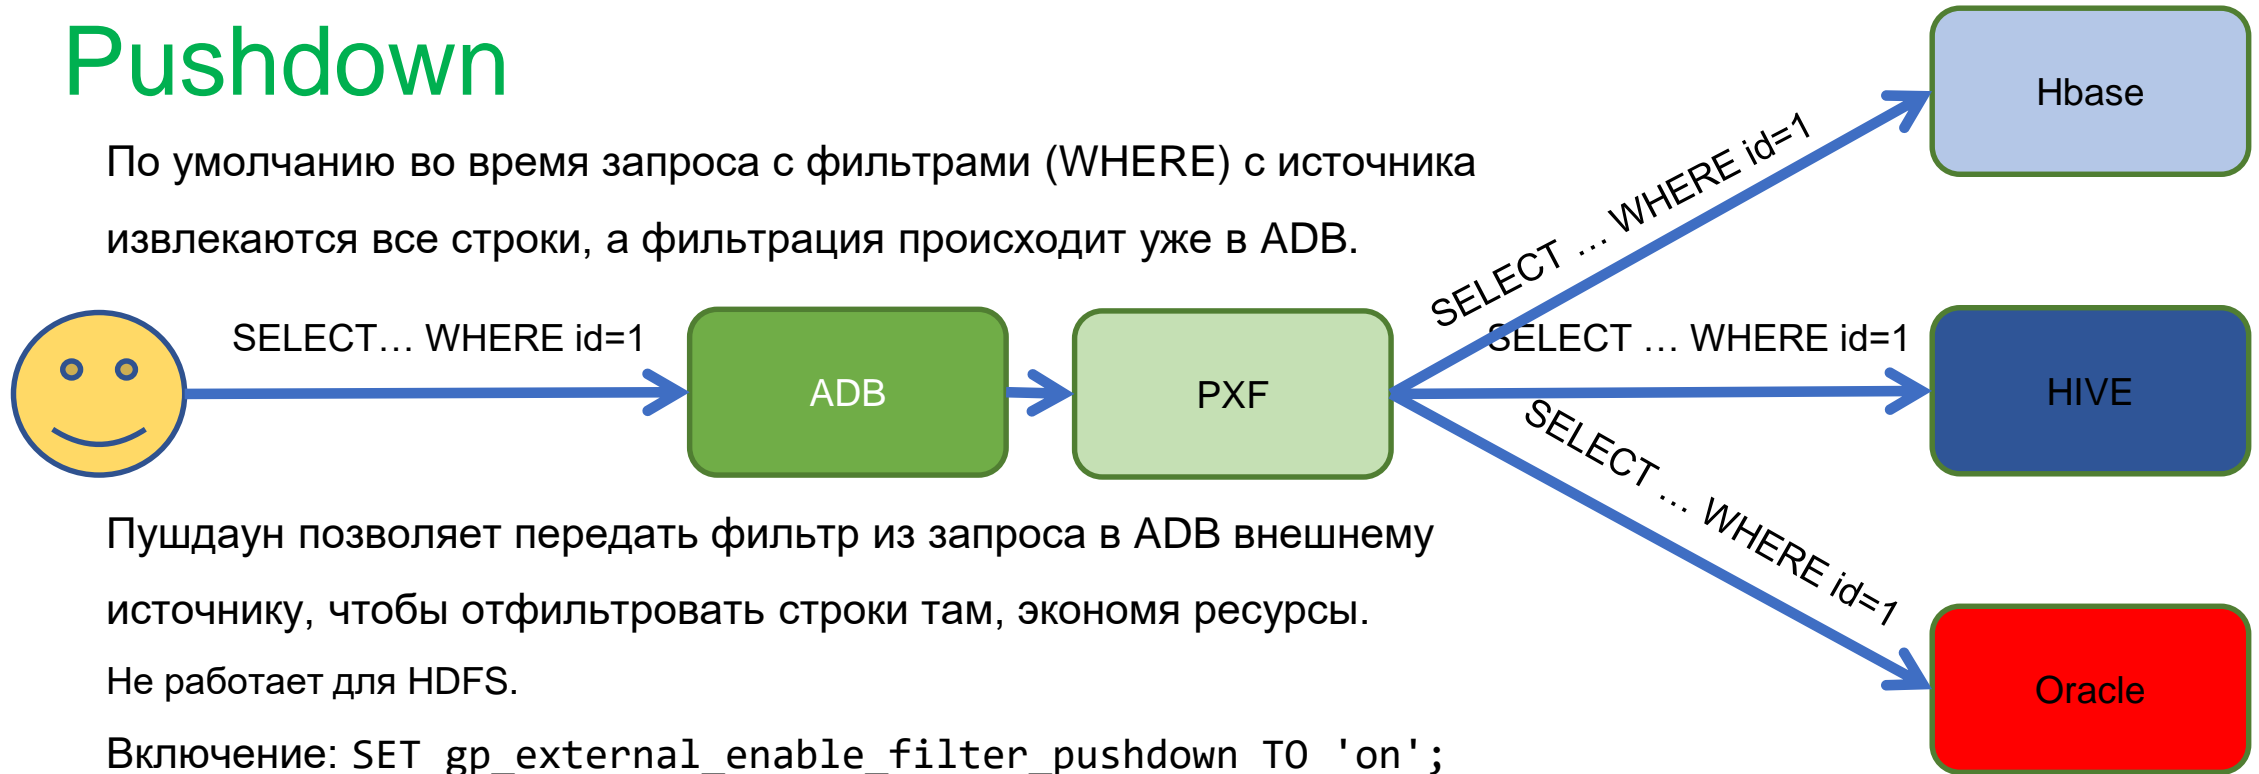 Pushdown
По умолчанию во время запроса с фильтрами (WHERE) с источника
извлекаются все строки, а фильтрация происходит уже в ADB.
SELECT… WHERE id=1
ADB
PXF
SELECT … WHERE id=1
Hbase
SELECT … WHERE id=1
HIVE
SELECT … WHERE id=1
Oracle
Пушдаун позволяет передать фильтр из запроса в ADB внешнему
источнику, чтобы отфильтровать строки там, экономя ресурсы.
Не работает для HDFS.
Включение: SET gp_external_enable_filter_pushdown TO 'on';